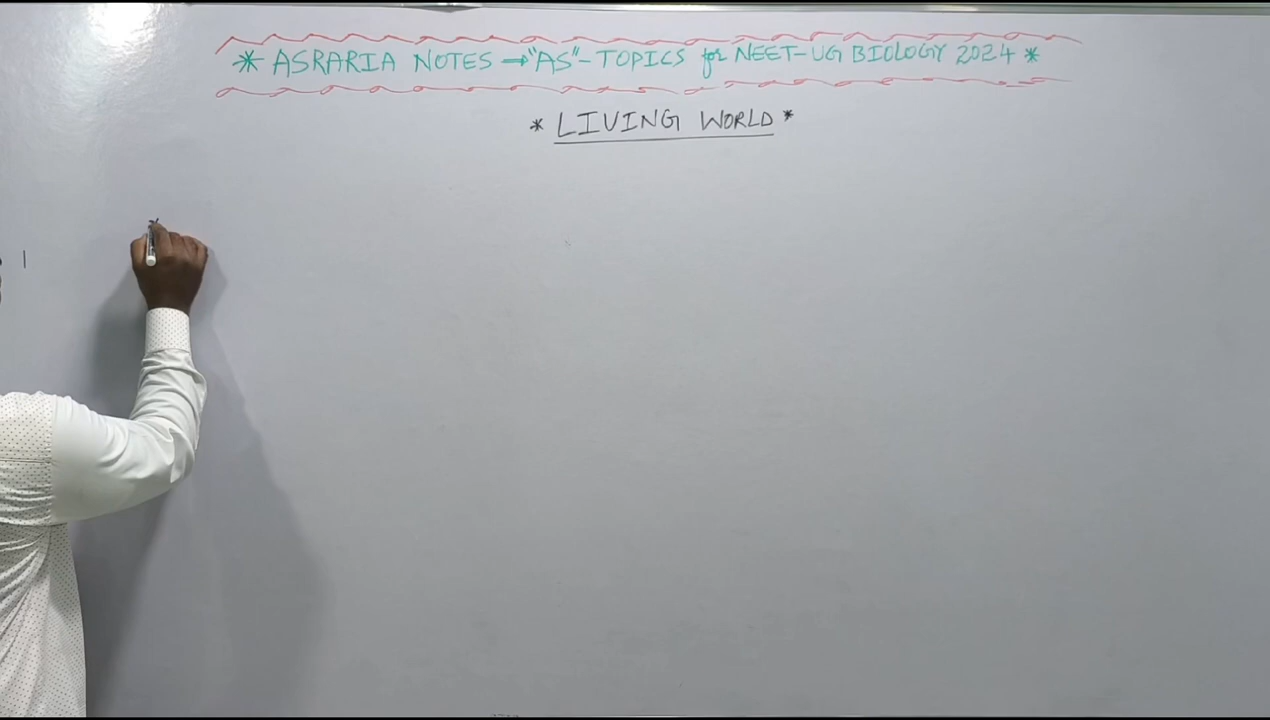 * ASRARIA NOTES → "AS"-TOPICS for NEET-UG BIOLOGY 2024 *
* LIVING WORLD *